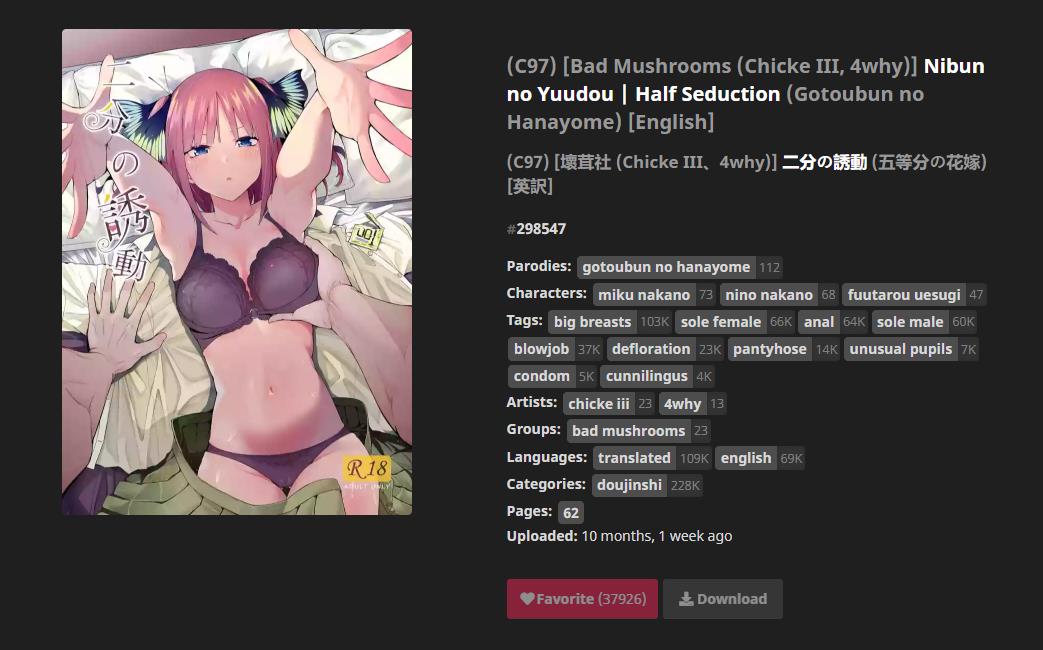 二分の誘動
R18
ADULT ONLY
(C97) [Bad Mushrooms (Chicke III, 4why)] Nibun
no Yuudou | Half Seduction (Gotoubun no
Hanayome) [English]
(C97) [壞茸社 (Chicke III、4why)] 二分の誘動 (五等分の花嫁)
[英訳]
#298547
Parodies: gotoubun no hanayome 112
Characters: miku nakano 73 nino nakano 68 fuutarou uesugi 47
Tags: big breasts 103K sole female 66K anal 64K sole male 60K
blowjob 37K defloration 23K pantyhose 14K unusual pupils 7K
condom 5K cunnilingus 4K
Artists: chicke iii 23 4why 13
Groups: bad mushrooms 23
Languages: translated 109K english 69K
Categories: doujinshi 228K
Pages: 62
Uploaded: 10 months, 1 week ago
Favorite (37926) Download